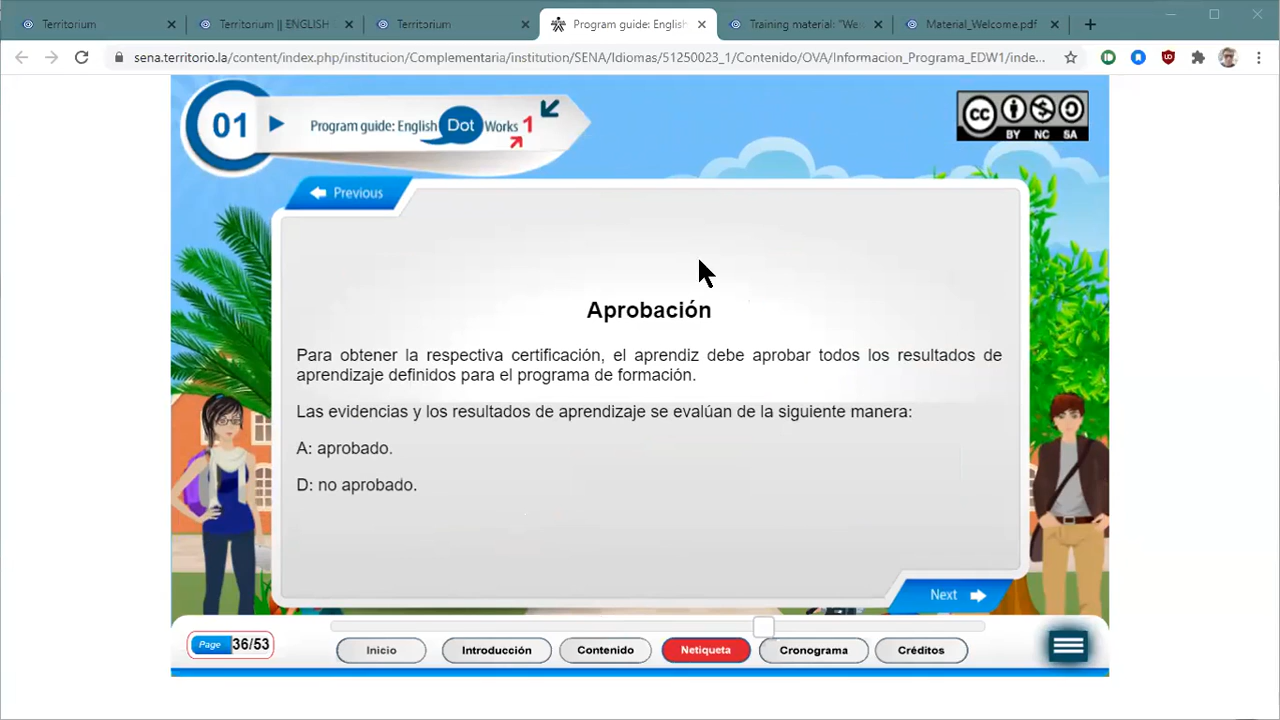 Territorium
Territorium || ENGLISH
Territorium
Program guide: English
Training material: "We
Material_Welcome.pdf
sena.territorio.la/content/index.php/institucion/Complementaria/institution/SENA/Idiomas/51250023_1/Contenido/OVA/Informacion_Programa_EDW1/inde...
01
Program guide: English Dot Works 1
CC BY NC SA
Previous
Aprobación
Para obtener la respectiva certificación, el aprendiz debe aprobar todos los resultados de
aprendizaje definidos para el programa de formación.
Las evidencias y los resultados de aprendizaje se evalúan de la siguiente manera:
A: aprobado.
D: no aprobado.
Next
Page 36/53
Inicio
Introducción
Contenido
Netiqueta
Cronograma
Créditos